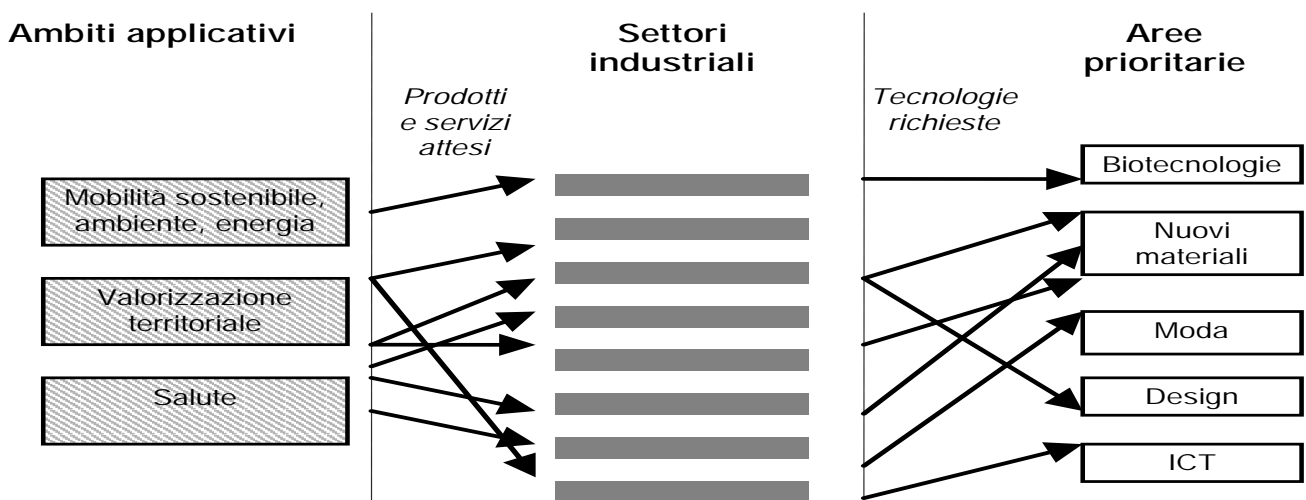 Ambiti applicativi
Settori
industriali
Aree
prioritarie
Prodotti
e servizi
attesi
Tecnologie
richieste
Mobilità sostenibile,
ambiente, energia
Valorizzazione
territoriale
Salute
Biotecnologie
Nuovi
materiali
Moda
Design
ICT